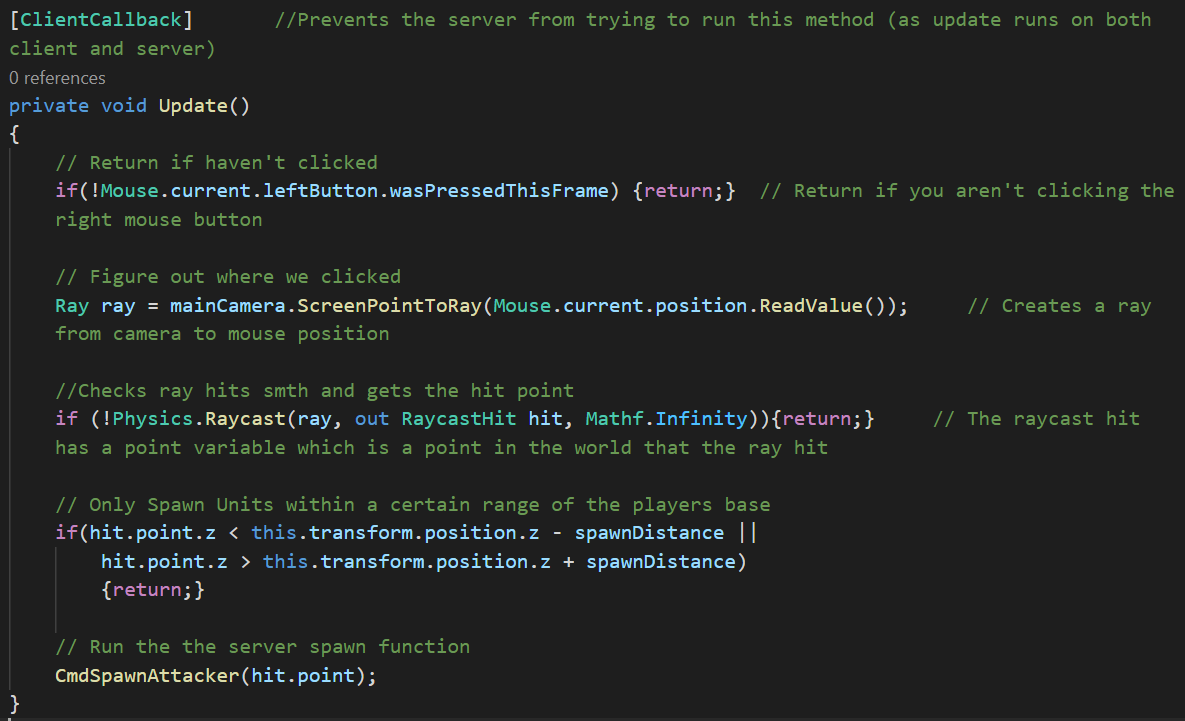 [ClientCallback]       //Prevents the server from trying to run this method (as update runs on both
client and server)
0 references
private void Update()
{
    // Return if haven't clicked
    if(!Mouse.current.leftButton.wasPressedThisFrame) {return;}  // Return if you aren't clicking the
    right mouse button

    // Figure out where we clicked
    Ray ray = mainCamera.ScreenPointToRay(Mouse.current.position.ReadValue());     // Creates a ray
    from camera to mouse position

    //Checks ray hits smth and gets the hit point
    if (!Physics.Raycast(ray, out RaycastHit hit, Mathf.Infinity)){return;}     // The raycast hit
    has a point variable which is a point in the world that the ray hit

    // Only Spawn Units within a certain range of the players base
    if(hit.point.z < this.transform.position.z - spawnDistance ||
        hit.point.z > this.transform.position.z + spawnDistance)
        {return;}

    // Run the the server spawn function
    CmdSpawnAttacker(hit.point);
}